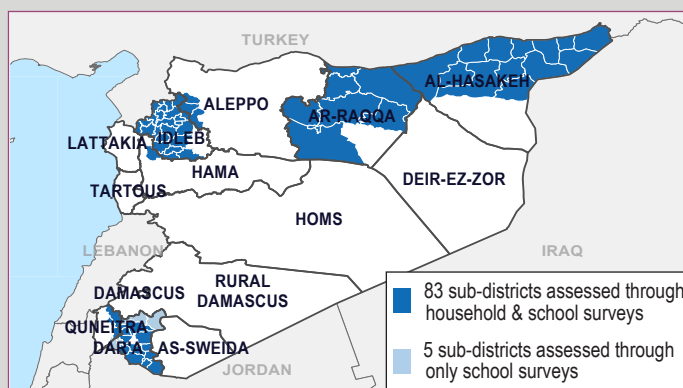 TURKEY
AL-HASAKEH
ALEPPO
AR-RAQQA
IDLEB
LATTAKIA
HAMA
DEIR-EZ-ZOR
TARTOUS
HOMS
LEBANON
IRAQ
RURAL
DAMASCUS
DAMASCUS
QUNEITRA
DAR'A
AS-SWEIDA
JORDAN
83 sub-districts assessed through
household & school surveys
5 sub-districts assessed through
only school surveys